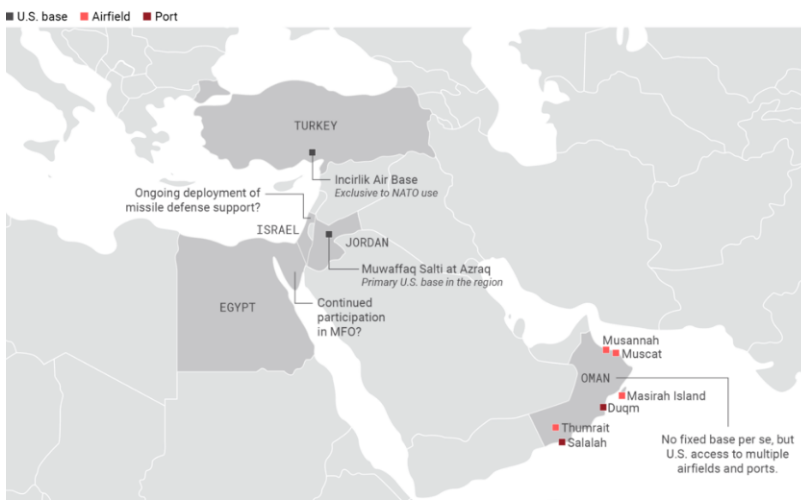 U.S. base Airfield Port
TURKEY
Incirlik Air Base
Exclusive to NATO use
Ongoing deployment of
missile defense support?
ISRAEL
JORDAN
Muwaffaq Salti at Azraq
Primary U.S. base in the region
EGYPT
Continued
participation
in MFO?
Musannah
Muscat
OMAN
Masirah Island
Duqm
Thumrait
Salalah
No fixed base per se, but
U.S. access to multiple
airfields and ports.